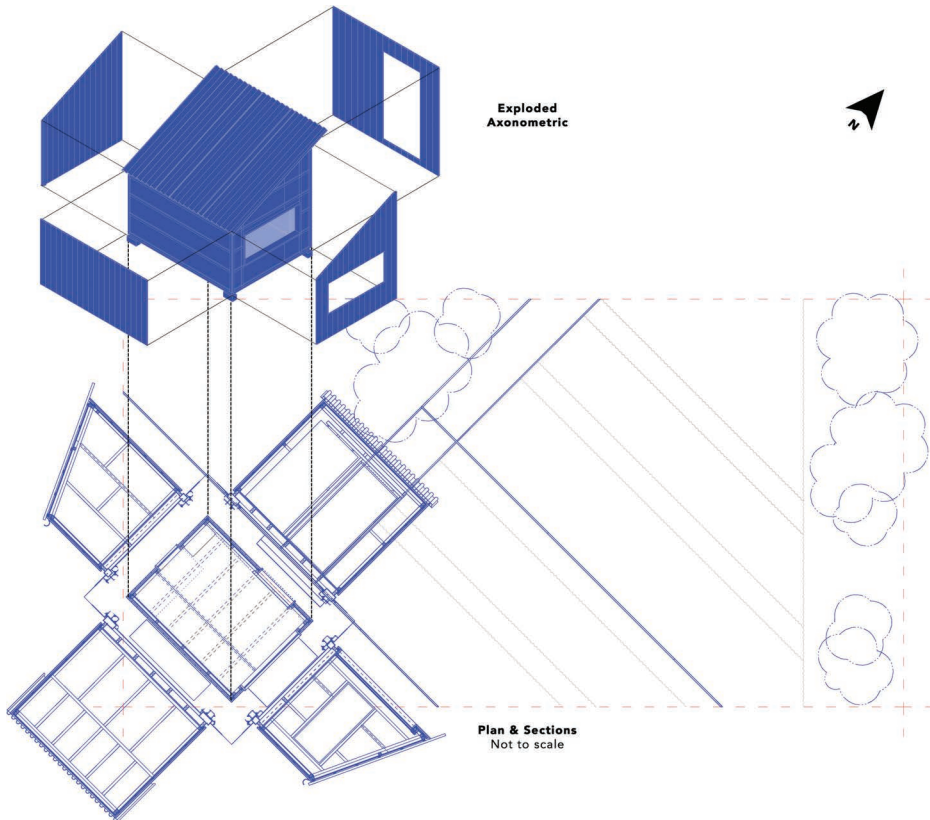 Exploded
Axonometric
N
Plan & Sections
Not to scale